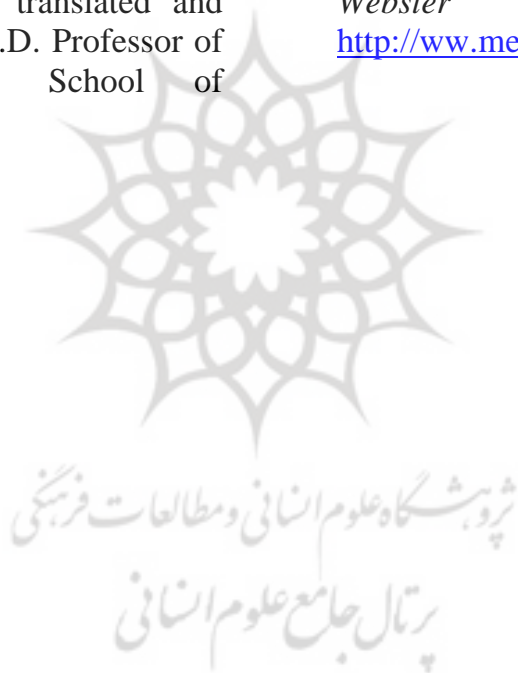 translated and
.D. Professor of
School of
Webster
http://ww.me
پژوهشگاه علوم انسانی و مطالعات فرهنگی
پرتال جامع علوم انسانی